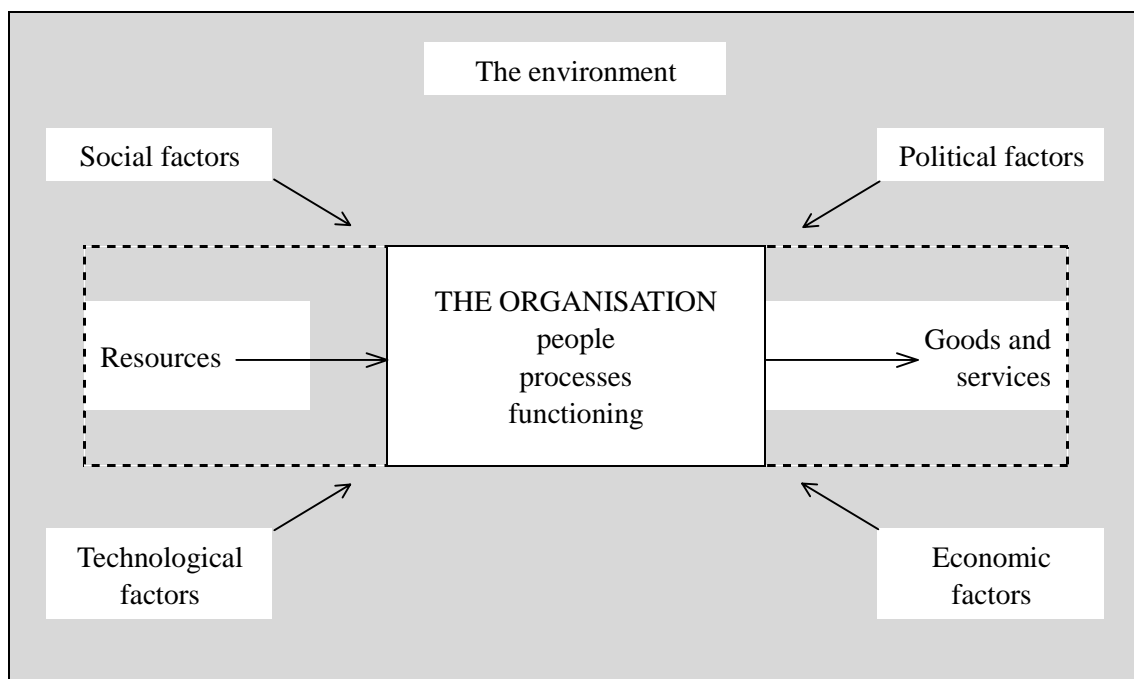 The environment
Social factors
Political factors
THE ORGANISATION
people
processes
functioning
Resources
Goods and
services
Technological
factors
Economic
factors